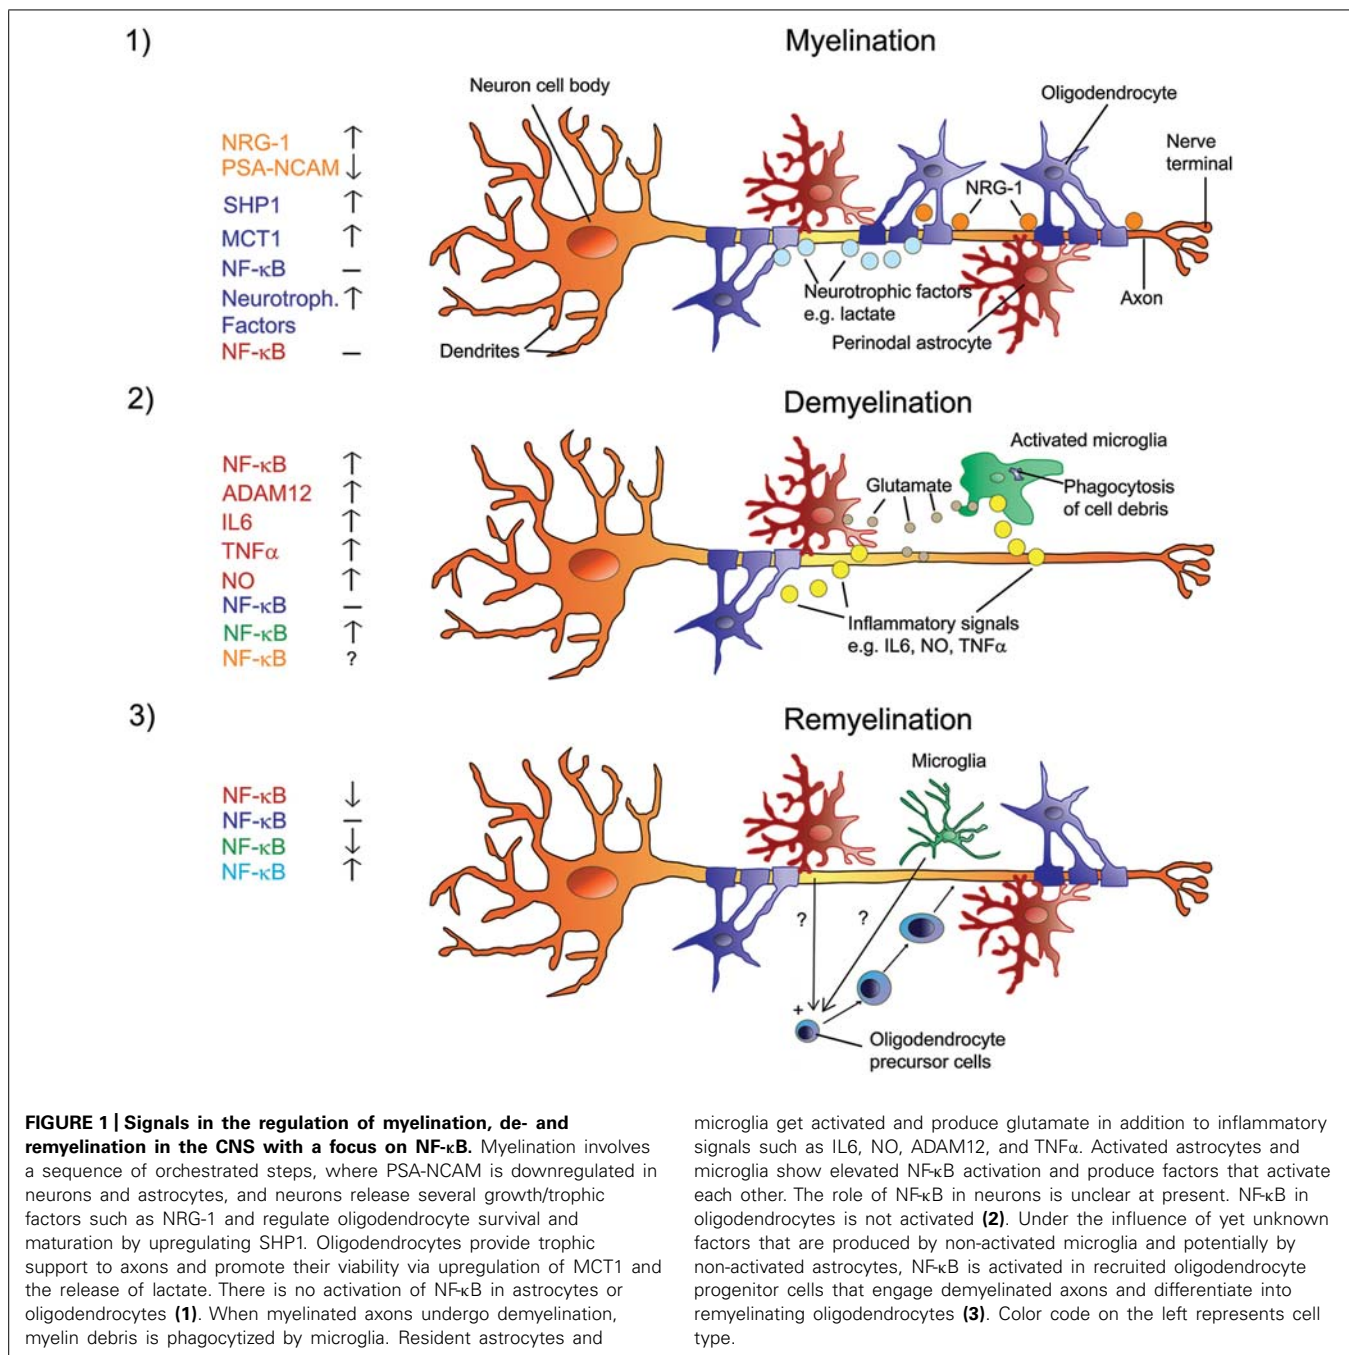 1)
Myelination
NRG-1 ↑
PSA-NCAM ↓
SHP1 ↑
MCT1 ↑
NF-κB –
Neurotroph. ↑
Factors
NF-κB –
Neuron cell body
Oligodendrocyte
Nerve
terminal
NRG-1
Neurotrophic factors
e.g. lactate
Axon
Perinodal astrocyte
Dendrites
2)
Demyelination
NF-κB ↑
ADAM12 ↑
IL6 ↑
TNFα ↑
NO ↑
NF-κB –
NF-κB ↑
NF-κB ?
Activated microglia
Glutamate
Phagocytosis
of cell debris
Inflammatory signals
e.g. IL6, NO, TNFα
3)
Remyelination
NF-κB ↓
NF-κB –
NF-κB ↓
NF-κB ↑
Microglia
?
?
+
Oligodendrocyte
precursor cells
FIGURE 1 | Signals in the regulation of myelination, de- and
remyelination in the CNS with a focus on NF-κB. Myelination involves
a sequence of orchestrated steps, where PSA-NCAM is downregulated in
neurons and astrocytes, and neurons release several growth/trophic
factors such as NRG-1 and regulate oligodendrocyte survival and
maturation by upregulating SHP1. Oligodendrocytes provide trophic
support to axons and promote their viability via upregulation of MCT1 and
the release of lactate. There is no activation of NF-κB in astrocytes or
oligodendrocytes (1). When myelinated axons undergo demyelination,
myelin debris is phagocytized by microglia. Resident astrocytes and
microglia get activated and produce glutamate in addition to inflammatory
signals such as IL6, NO, ADAM12, and TNFα. Activated astrocytes and
microglia show elevated NF-κB activation and produce factors that activate
each other. The role of NF-κB in neurons is unclear at present. NF-κB in
oligodendrocytes is not activated (2). Under the influence of yet unknown
factors that are produced by non-activated microglia and potentially by
non-activated astrocytes, NF-κB is activated in recruited oligodendrocyte
progenitor cells that engage demyelinated axons and differentiate into
remyelinating oligodendrocytes (3). Color code on the left represents cell
type.